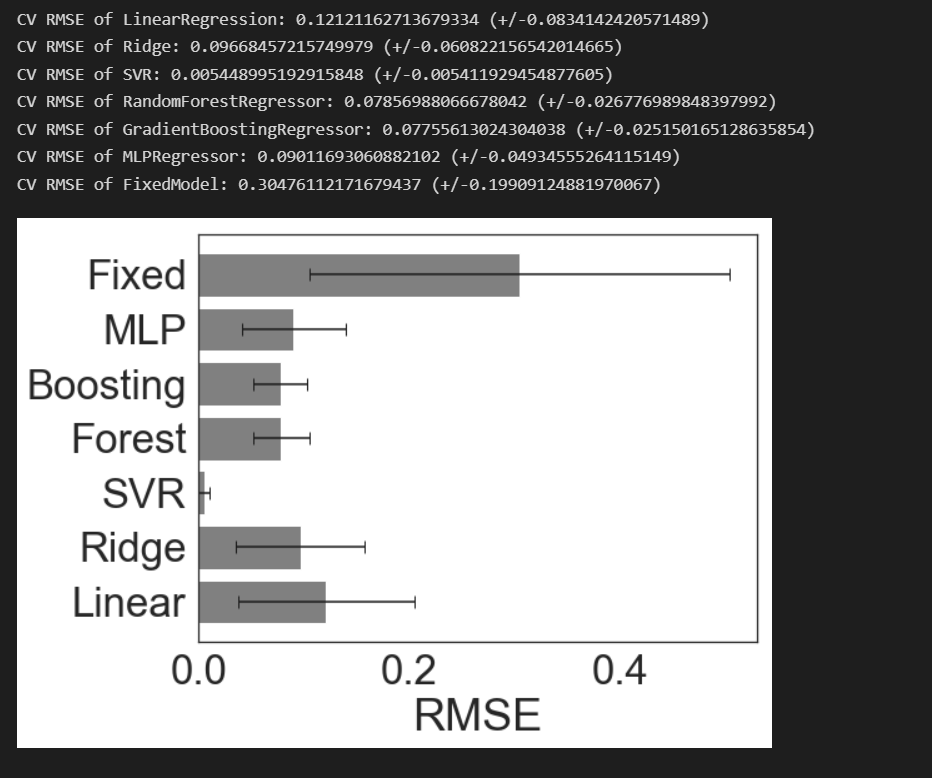 CV RMSE of LinearRegression: 0.12121162713679334 (+/-0.0834142420571489)
CV RMSE of Ridge: 0.09668457215749979 (+/-0.060822156542014665)
CV RMSE of SVR: 0.005448995192915848 (+/-0.005411929454877605)
CV RMSE of RandomForestRegressor: 0.07856988066678042 (+/-0.026776989848397992)
CV RMSE of GradientBoostingRegressor: 0.07755613024304038 (+/-0.025150165128635854)
CV RMSE of MLPRegressor: 0.09011693060882102 (+/-0.04934555264115149)
CV RMSE of FixedModel: 0.30476112171679437 (+/-0.19909124881970067)
Fixed
MLP
Boosting
Forest
SVR
Ridge
Linear
0.0 0.2 0.4
RMSE